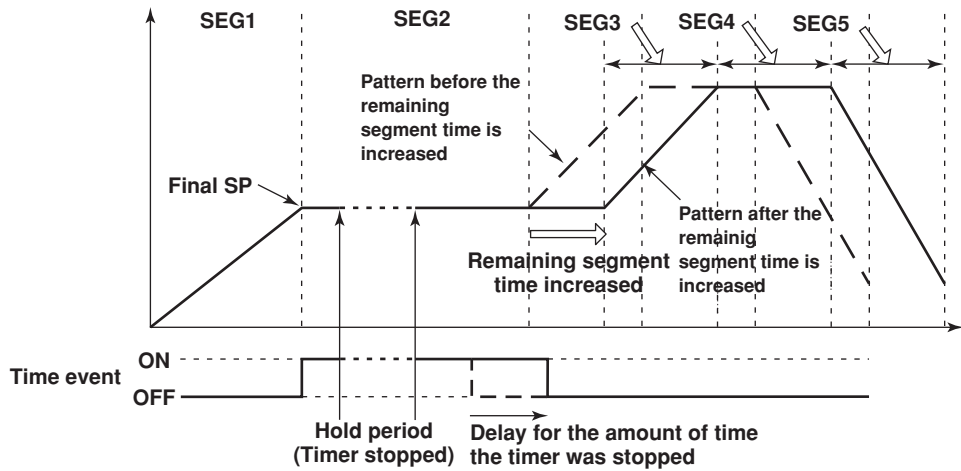 SEG1
SEG2
SEG3
SEG4
SEG5
Pattern before the
remaining
segment time is
increased
Final SP
Pattern after the
remainig
segment time is
increased
Remaining segment
time increased
Time event
ON
OFF
Hold period
(Timer stopped)
Delay for the amount of time
the timer was stopped